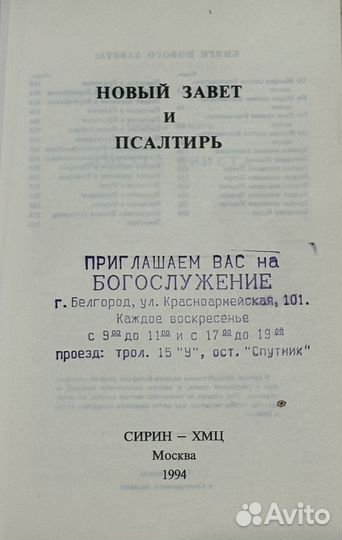 НОВЫЙ ЗАВЕТ
И
ПСАЛТИРЬ
ПРИГЛАШАЕМ ВАС на
БОГОСЛУЖЕНИЕ
г. Белгород, ул. Красноармейская, 101.
Каждое воскресенье
с 9⁰⁰ до 11⁰⁰ и с 17⁰⁰ до 19⁰⁰
проезд: трол. 15 "У", ост. "Спутник"
СИРИН – ХМЦ
Москва
1994
Avito